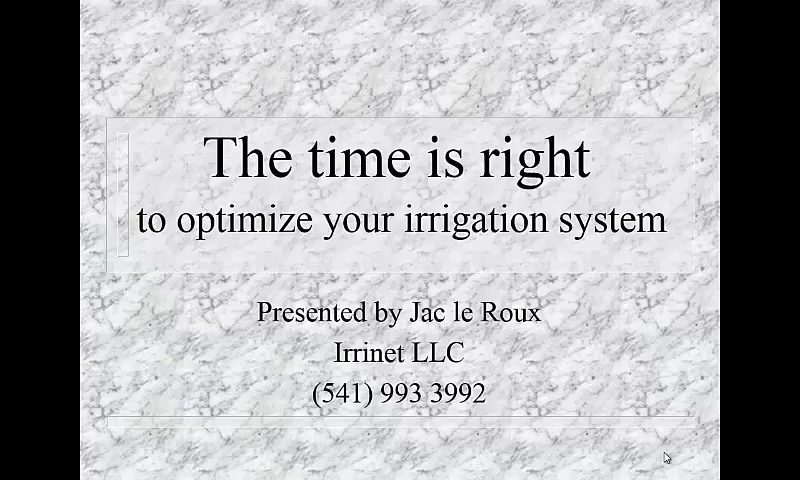 The time is right
to optimize your irrigation system
Presented by Jac le Roux
Irrinet LLC
(541) 993 3992